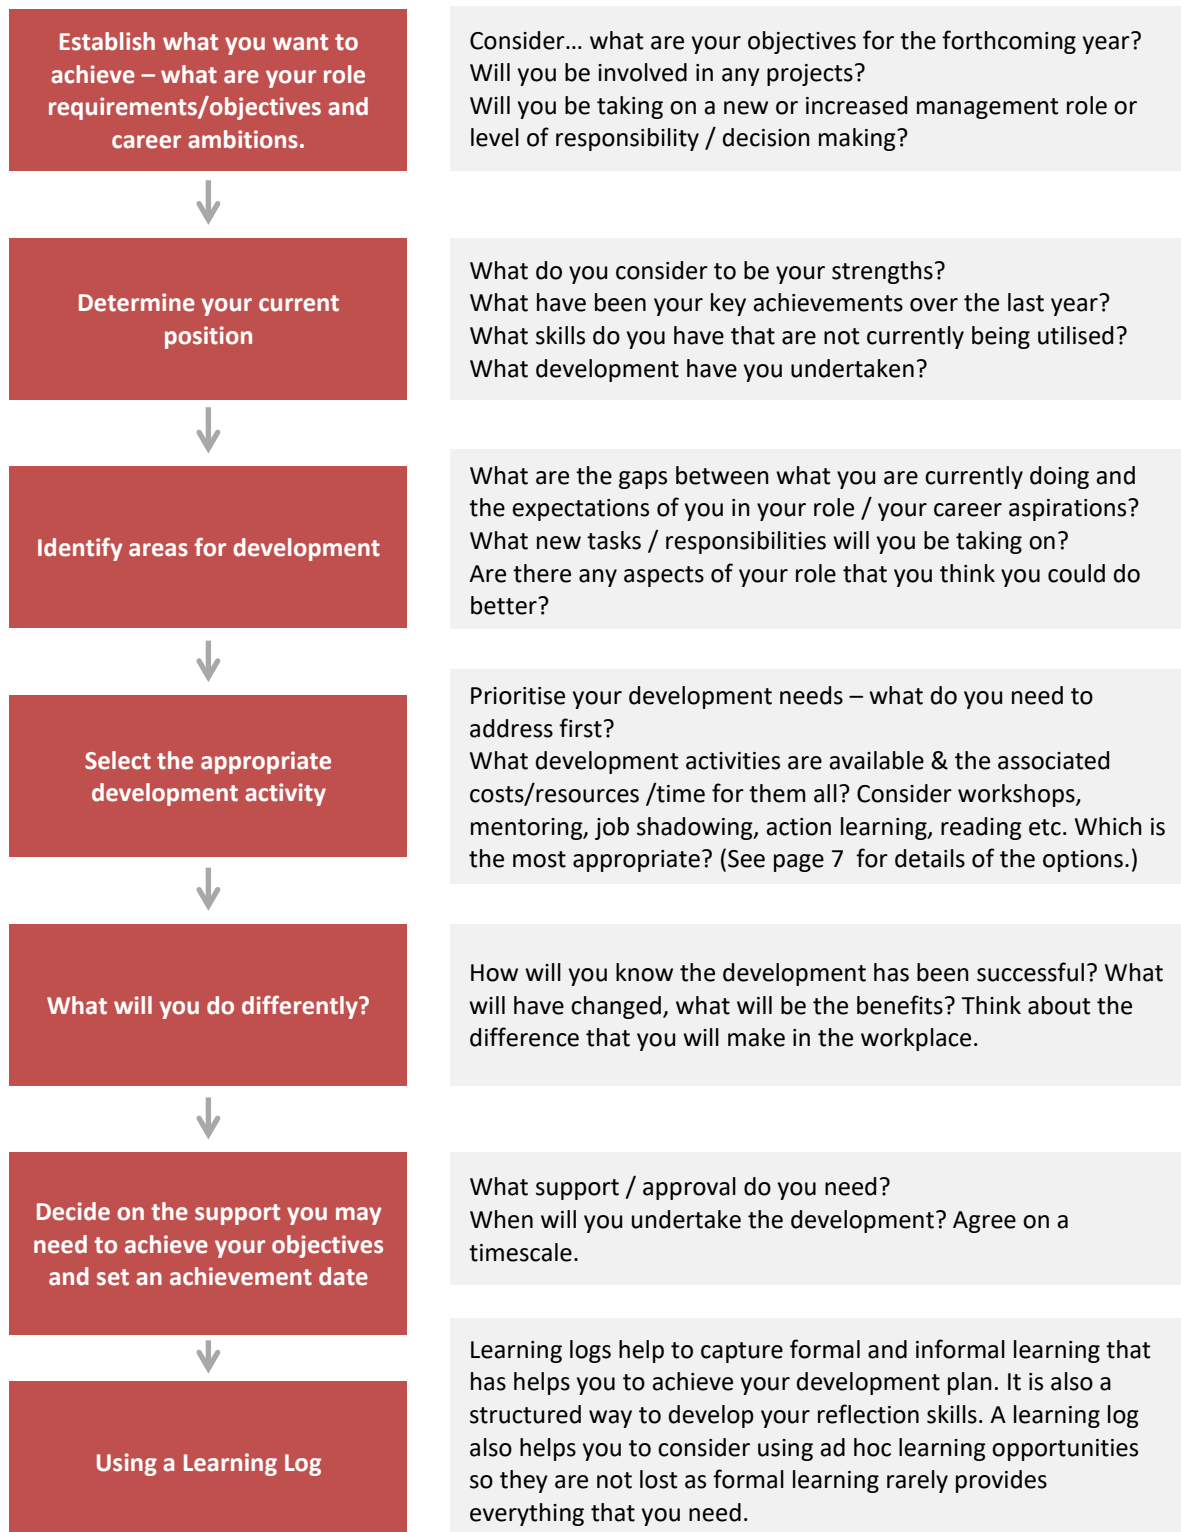 Establish what you want to
achieve – what are your role
requirements/objectives and
career ambitions.
Consider... what are your objectives for the forthcoming year?
Will you be involved in any projects?
Will you be taking on a new or increased management role or
level of responsibility / decision making?
Determine your current
position
What do you consider to be your strengths?
What have been your key achievements over the last year?
What skills do you have that are not currently being utilised?
What development have you undertaken?
Identify areas for development
What are the gaps between what you are currently doing and
the expectations of you in your role / your career aspirations?
What new tasks / responsibilities will you be taking on?
Are there any aspects of your role that you think you could do
better?
Select the appropriate
development activity
Prioritise your development needs – what do you need to
address first?
What development activities are available & the associated
costs/resources /time for them all? Consider workshops,
mentoring, job shadowing, action learning, reading etc. Which is
the most appropriate? (See page 7  for details of the options.)
What will you do differently?
How will you know the development has been successful? What
will have changed, what will be the benefits? Think about the
difference that you will make in the workplace.
Decide on the support you may
need to achieve your objectives
and set an achievement date
What support / approval do you need?
When will you undertake the development? Agree on a
timescale.
Using a Learning Log
Learning logs help to capture formal and informal learning that
has helps you to achieve your development plan. It is also a
structured way to develop your reflection skills. A learning log
also helps you to consider using ad hoc learning opportunities
so they are not lost as formal learning rarely provides
everything that you need.